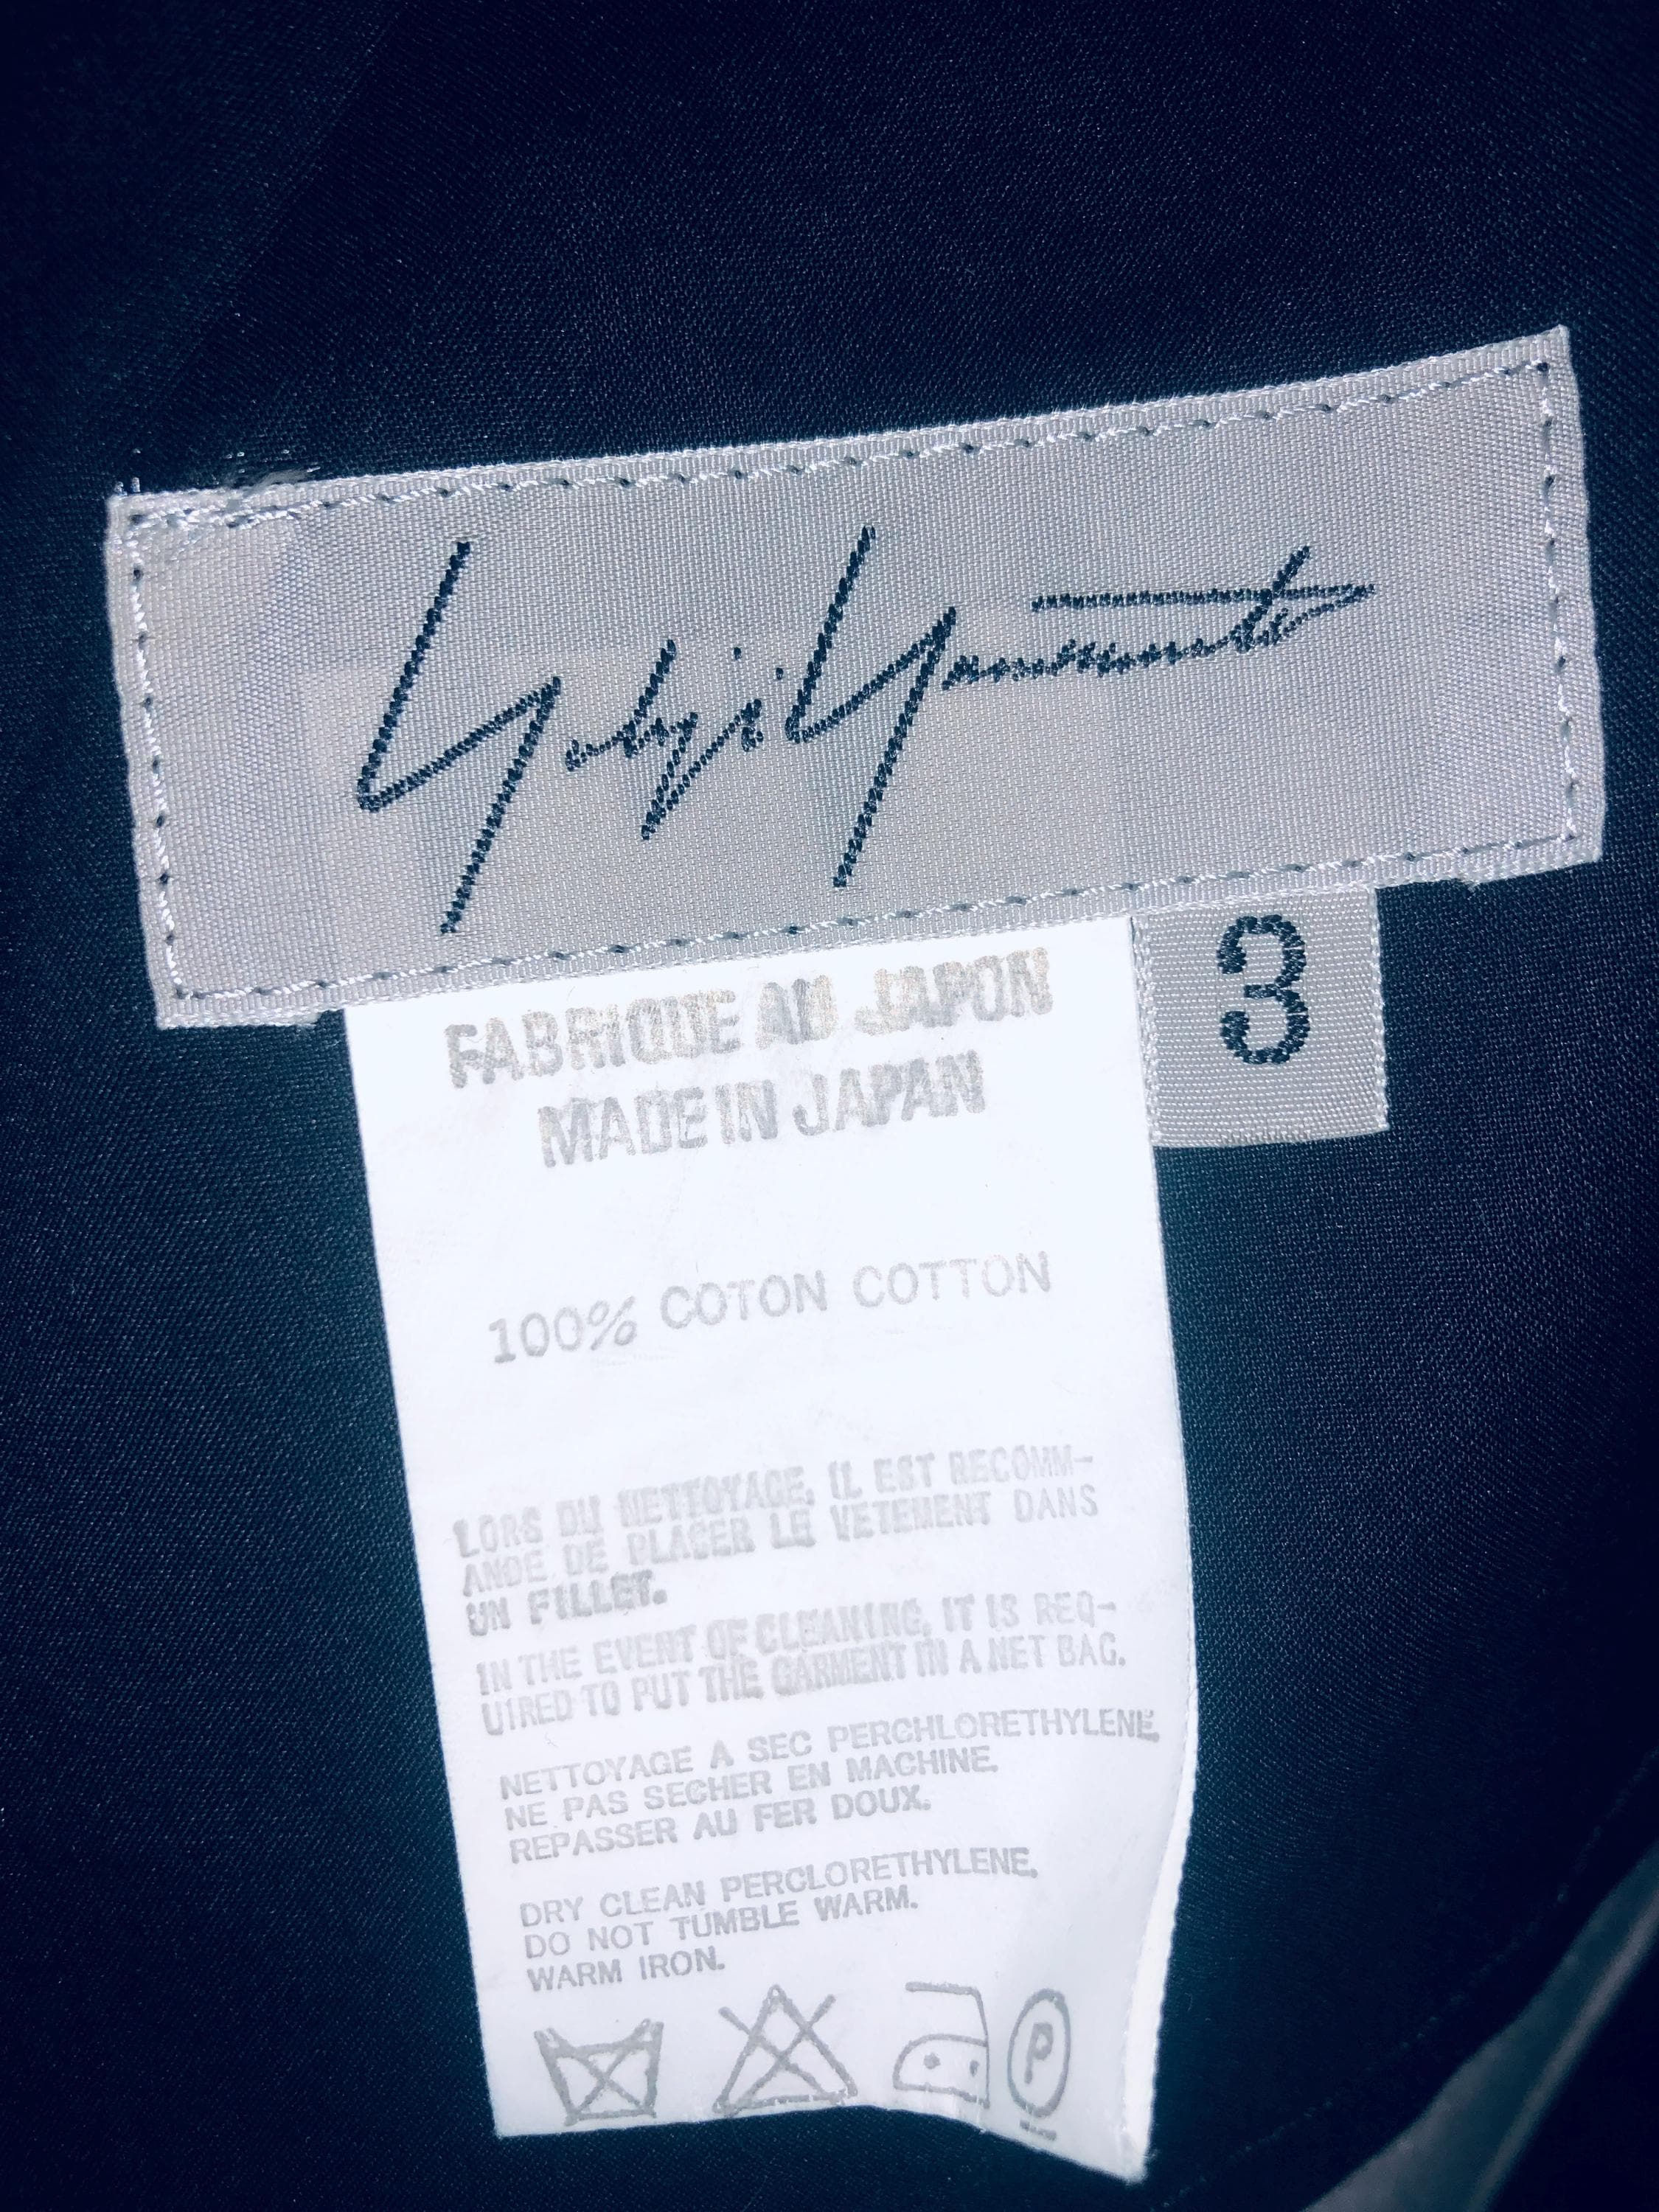 Yohji Yamamoto
3
FABRIQUE AU JAPON
MADE IN JAPAN
100% COTON COTTON
LORS DU NETTOYAGE, IL EST RECOMM-
ANDE DE PLACER LE VETEMENT DANS
UN FILLET.
IN THE EVENT OF CLEANING, IT IS REQ-
UIRED TO PUT THE GARMENT IN A NET BAG.
NETTOYAGE A SEC PERCHLORETHYLENE,
NE PAS SECHER EN MACHINE.
REPASSER AU FER DOUX.
DRY CLEAN PERCLORETHYLENE,
DO NOT TUMBLE WARM.
WARM IRON.
P